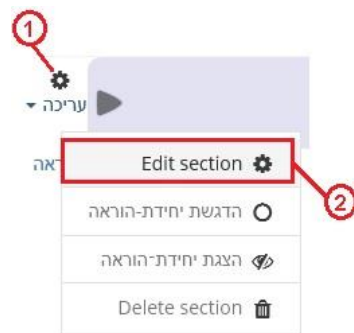 1
עריכה
ראה
Edit section
2
הדגשת יחידת-הוראה
הצגת יחידת-הוראה
Delete section